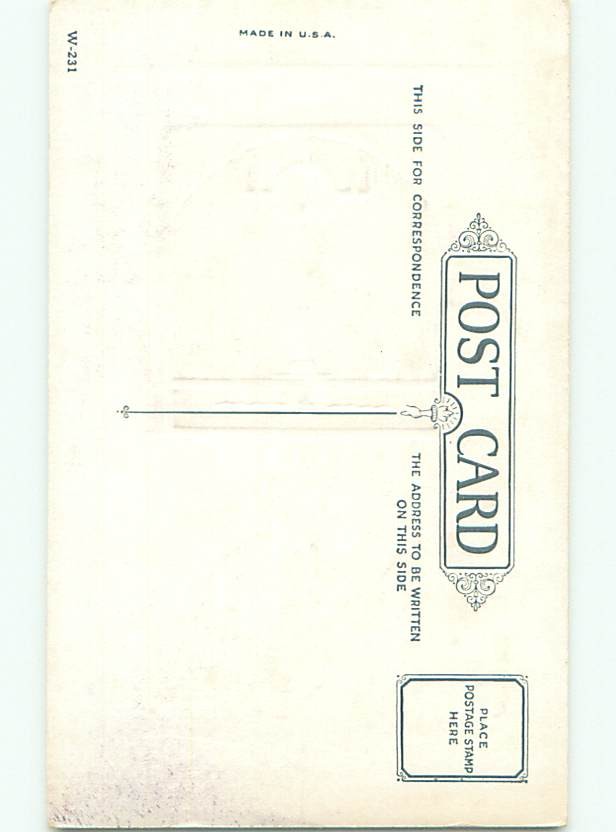 POST CARD
THIS SIDE FOR CORRESPONDENCE
THE ADDRESS TO BE WRITTEN
ON THIS SIDE
PLACE
POSTAGE STAMP
HERE
MADE IN U.S.A.
W-231